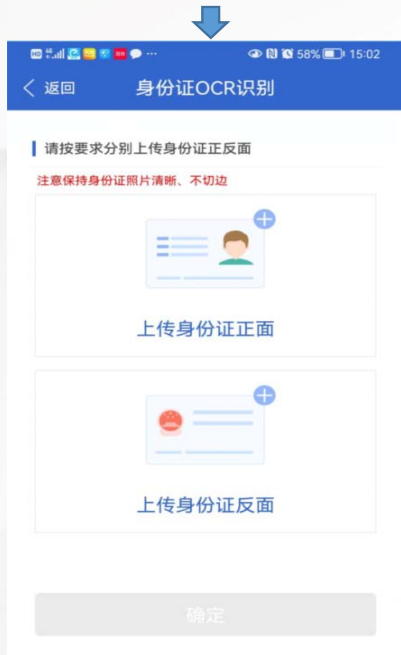 58% 15:02
返回 身份证OCR识别
请按要求分别上传身份证正反面
注意保持身份证照片清晰、不切边
上传身份证正面
上传身份证反面
确定